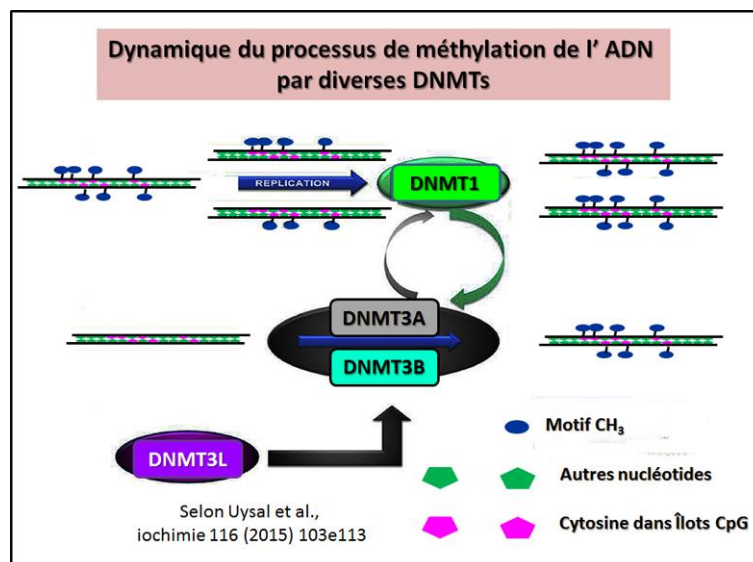 Dynamique du processus de méthylation de l' ADN
par diverses DNMTs
REPLICATION
DNMT1
DNMT3A
DNMT3B
DNMT3L
Motif CH₃
Autres nucléotides
Cytosine dans Îlots CpG
Selon Uysal et al.,
iochimie 116 (2015) 103e113